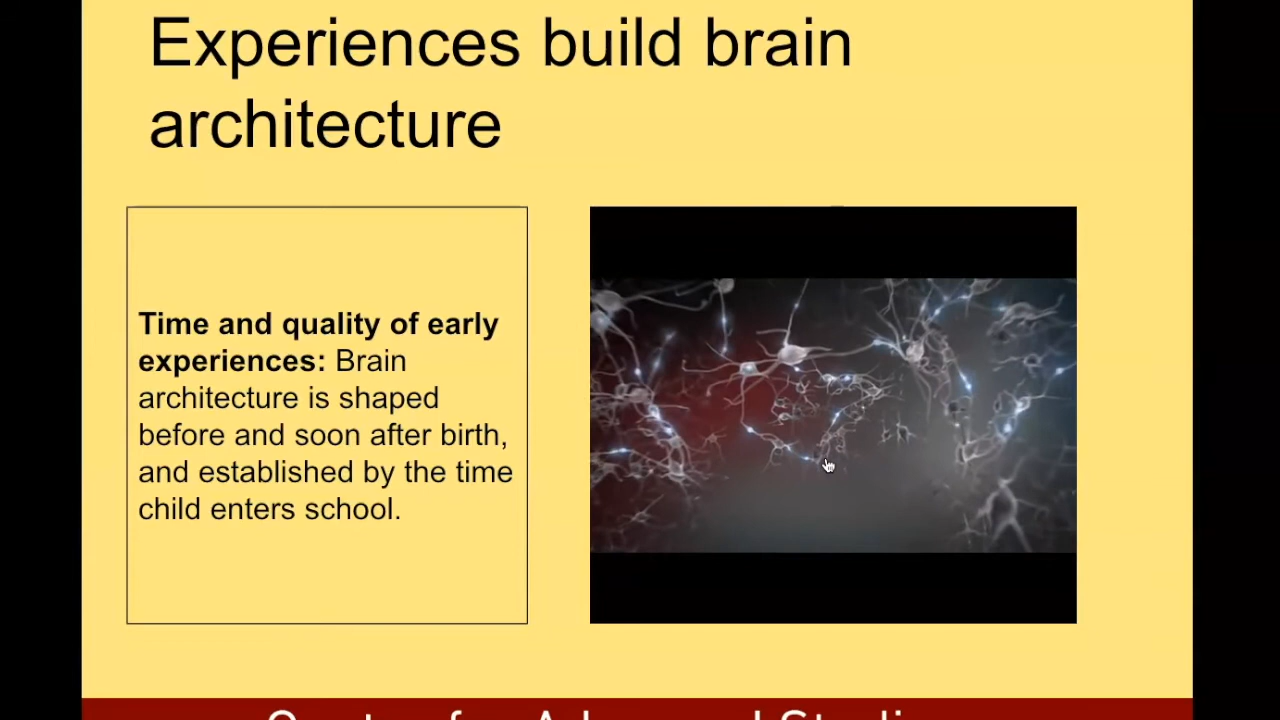 Experiences build brain
architecture
Time and quality of early
experiences: Brain
architecture is shaped
before and soon after birth,
and established by the time
child enters school.